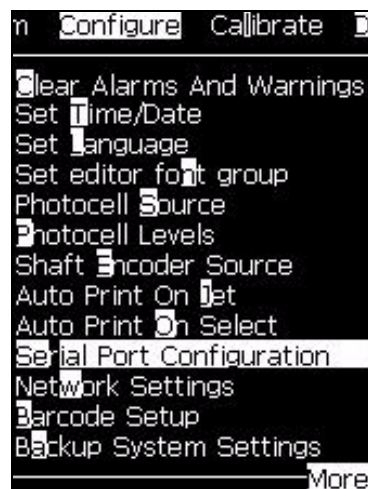 m Configure Calibrate D
Clear Alarms And Warnings
Set Time/Date
Set Language
Set editor font group
Photocell Source
Photocell Levels
Shaft Encoder Source
Auto Print On Jet
Auto Print On Select
Serial Port Configuration
Network Settings
Barcode Setup
Backup System Settings
More